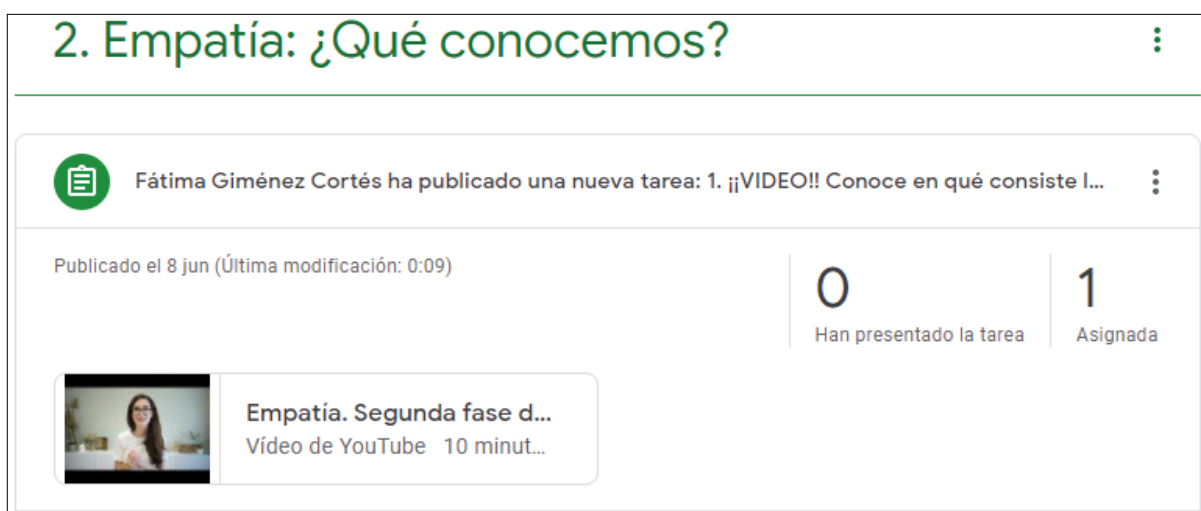 2. Empatía: ¿Qué conocemos?
Fátima Giménez Cortés ha publicado una nueva tarea: 1. ¡¡VIDEO!! Conoce en qué consiste l...
Publicado el 8 jun (Última modificación: 0:09)
0
Han presentado la tarea
1
Asignada
Empatía. Segunda fase d...
Vídeo de YouTube 10 minut...